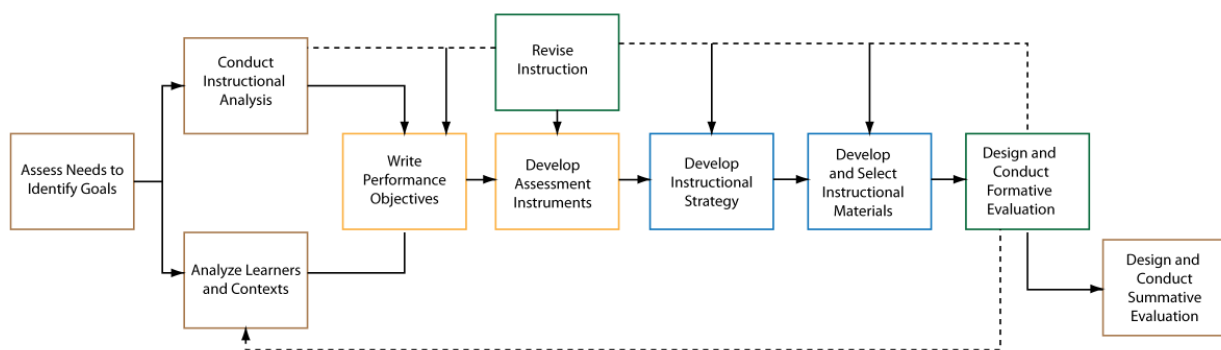 Assess Needs to
Identify Goals
Conduct
Instructional
Analysis
Analyze Learners
and Contexts
Revise
Instruction
Write
Performance
Objectives
Develop
Assessment
Instruments
Develop
Instructional
Strategy
Develop
and Select
Instructional
Materials
Design and
Conduct
Formative
Evaluation
Design and
Conduct
Summative
Evaluation